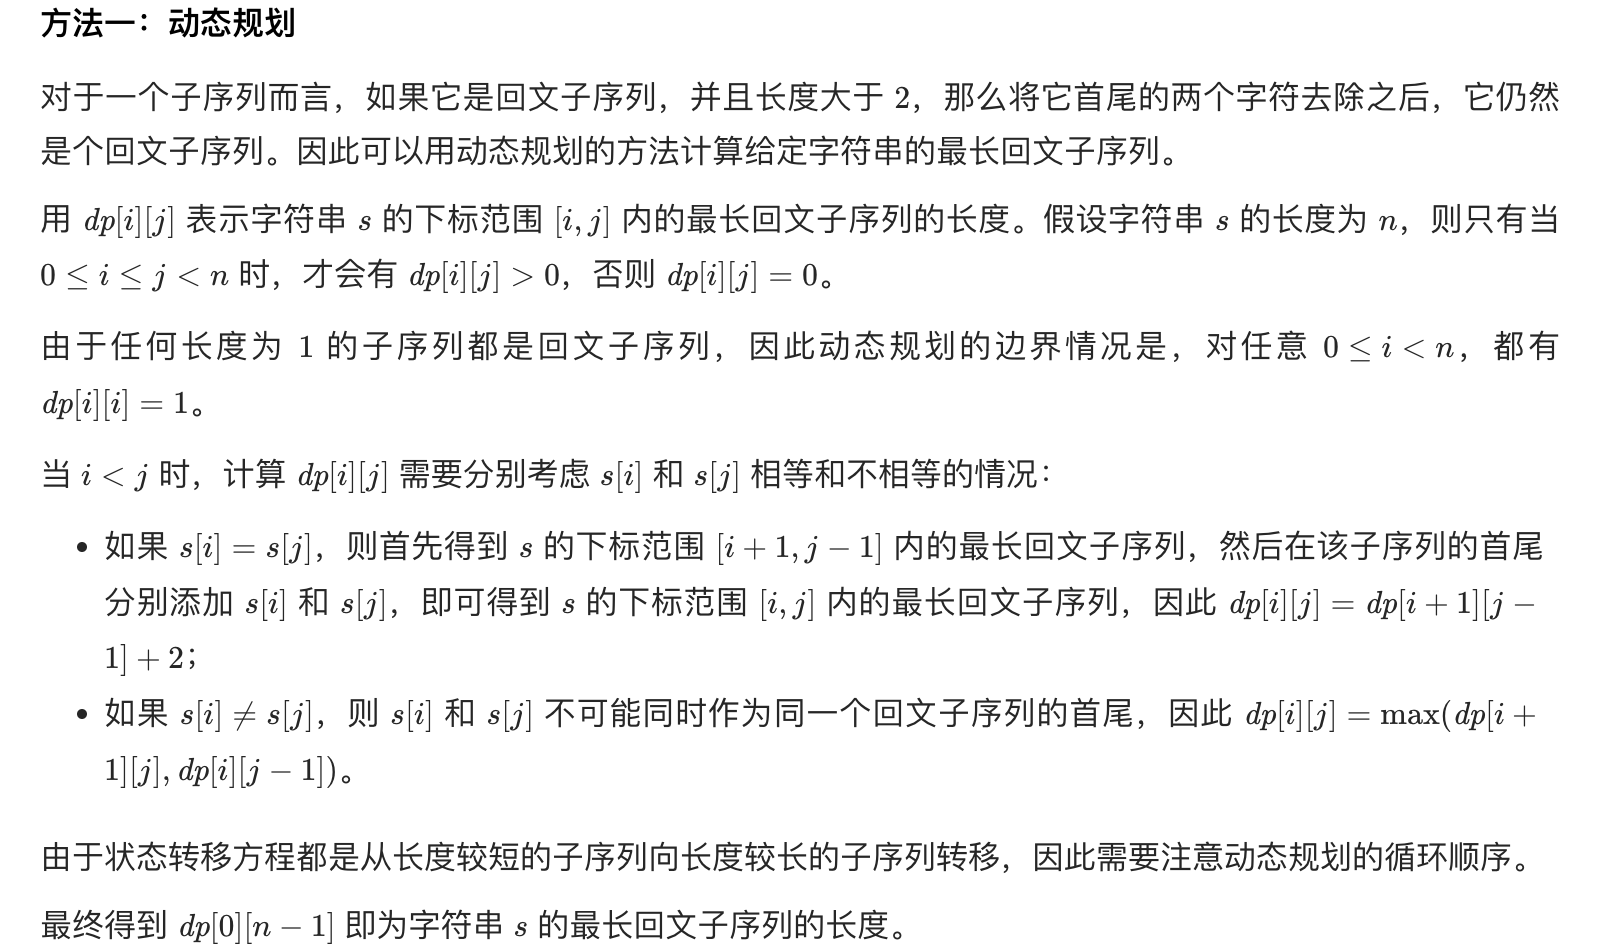 方法一：动态规划
对于一个子序列而言，如果它是回文子序列，并且长度大于 2，那么将它首尾的两个字符去除之后，它仍然
是个回文子序列。因此可以用动态规划的方法计算给定字符串的最长回文子序列。
用 dp[i][j] 表示字符串 s 的下标范围 [i, j] 内的最长回文子序列的长度。假设字符串 s 的长度为 n，则只有当
0 ≤ i ≤ j < n 时，才会有 dp[i][j] > 0，否则 dp[i][j] = 0。
由于任何长度为 1 的子序列都是回文子序列，因此动态规划的边界情况是，对任意 0 ≤ i < n，都有
dp[i][i] = 1。
当 i < j 时，计算 dp[i][j] 需要分别考虑 s[i] 和 s[j] 相等和不相等的情况：
• 如果 s[i] = s[j]，则首先得到 s 的下标范围 [i + 1, j − 1] 内的最长回文子序列，然后在该子序列的首尾
分别添加 s[i] 和 s[j]，即可得到 s 的下标范围 [i, j] 内的最长回文子序列，因此 dp[i][j] = dp[i + 1][j −
1] + 2；
• 如果 s[i] ≠ s[j]，则 s[i] 和 s[j] 不可能同时作为同一个回文子序列的首尾，因此 dp[i][j] = max(dp[i +
1][j], dp[i][j − 1])。
由于状态转移方程都是从长度较短的子序列向长度较长的子序列转移，因此需要注意动态规划的循环顺序。
最终得到 dp[0][n − 1] 即为字符串 s 的最长回文子序列的长度。